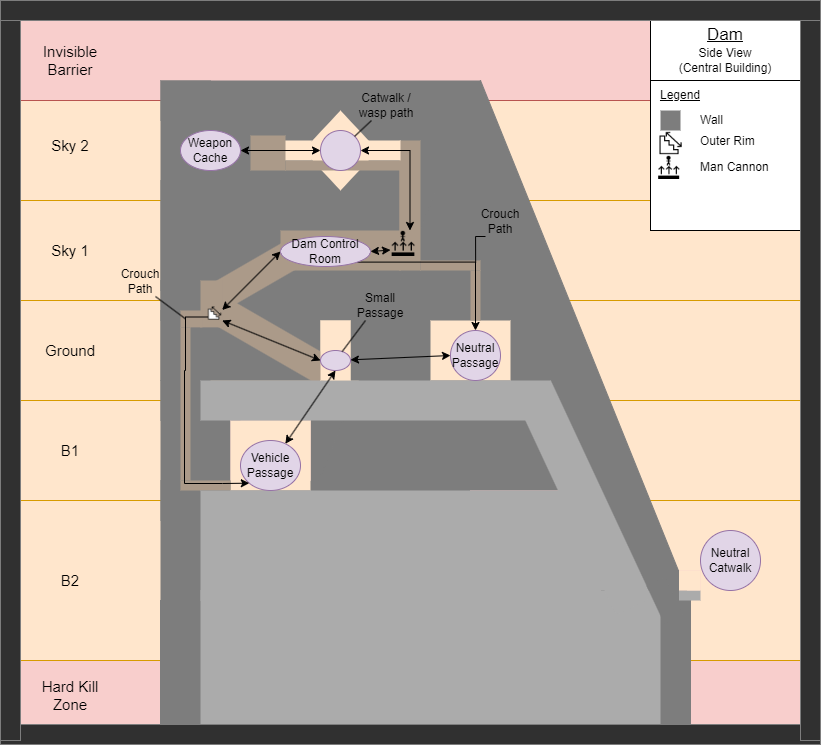 Invisible
Barrier
Dam
Side View
(Central Building)
Legend
Wall
Outer Rim
Man Cannon
Catwalk /
wasp path
Sky 2
Weapon
Cache
Crouch
Path
Sky 1
Dam Control
Room
Crouch
Path
Small
Passage
Ground
Neutral
Passage
B1
Vehicle
Passage
B2
Neutral
Catwalk
Hard Kill
Zone